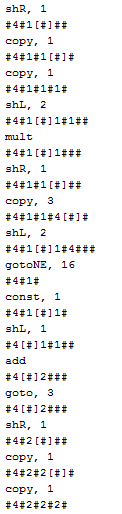 shR, 1
#4#1[#]##
copy, 1
#4#1#1[#]#
copy, 1
#4#1#1#1#
shL, 2
#4#1[#]1#1##
mult
#4#1[#]1###
shR, 1
#4#1#1[#]##
copy, 3
#4#1#1#4[#]#
shL, 2
#4#1[#]1#4###
gotoNE, 16
#4#1#
const, 1
#4#1[#]1#
shL, 1
#4[#]1#1##
add
#4[#]2###
goto, 3
#4[#]2###
shR, 1
#4#2[#]##
copy, 1
#4#2#2[#]#
copy, 1
#4#2#2#2#